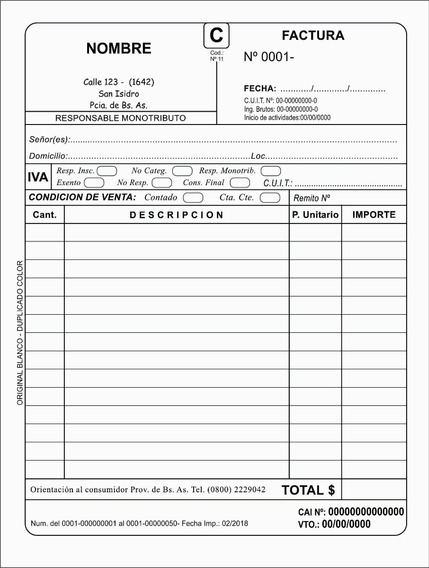 NOMBRE
C
Cod.:
Nº 11
FACTURA
Nº 0001-
Calle 123 - (1642)
San Isidro
Pcia. de Bs. As.
RESPONSABLE MONOTRIBUTO
FECHA: ............/............../..............
C.U.I.T. Nº: 00-00000000-0
Ing. Brutos: 00-00000000-0
Inicio de actividades:00/00/0000
Señor(es):
Domicilio: Loc
IVA
Resp. Insc. No Categ. Resp. Monotrib.
Exento No Resp. Cons. Final C.U.I.T.:
CONDICION DE VENTA: Contado Cta. Cte. Remito Nº
Cant. DESCRIPCION P. Unitario IMPORTE
ORIGINAL BLANCO - DUPLICADO COLOR
Orientación al consumidor Prov. de Bs. As. Tel. (0800) 2229042 TOTAL $
CAI Nº: 00000000000000
Num. del 0001-000000001 al 0001-00000050- Fecha Imp.: 02/2018 VTO.: 00/00/0000